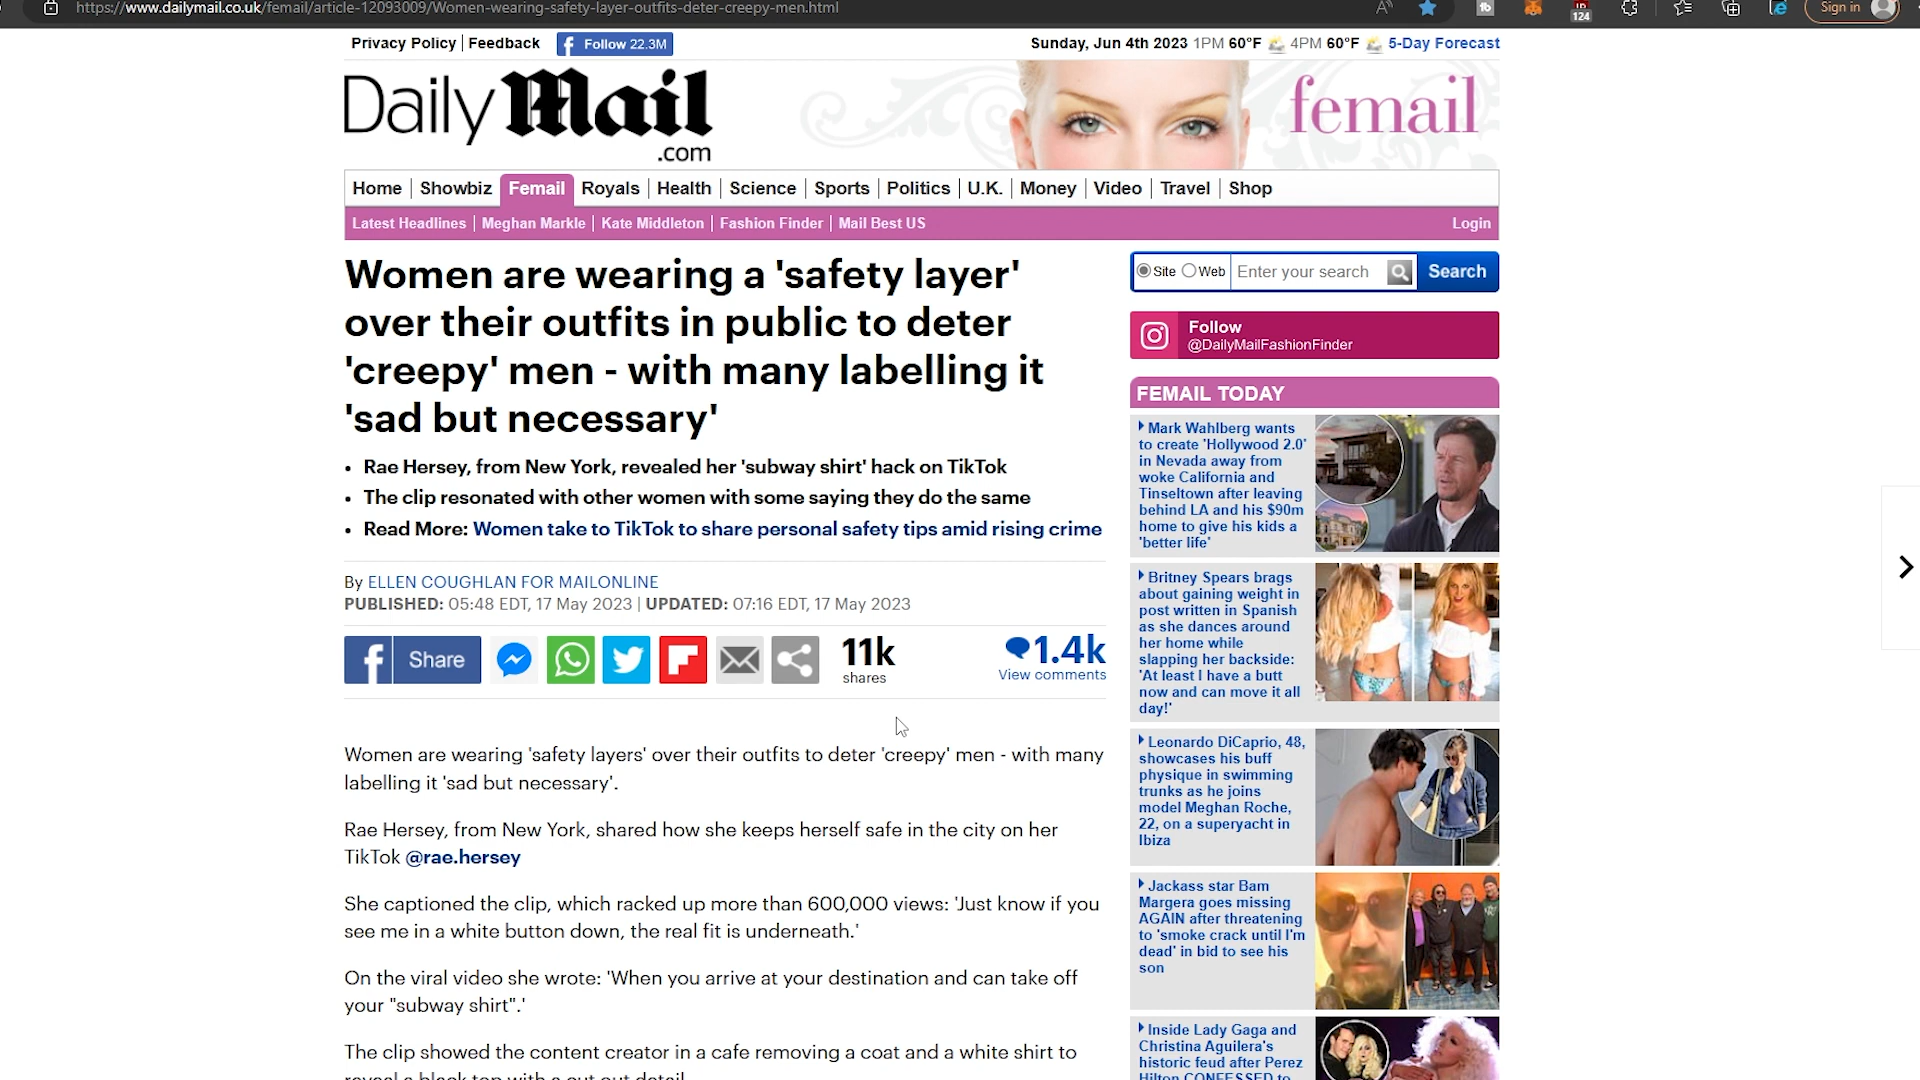 https://www.dailymail.co.uk/femail/article-12093009/Women-wearing-safety-layer-outfits-deter-creepy-men.html
124
Sign in
Privacy Policy | Feedback
Follow 22.3M
Sunday, Jun 4th 2023 1PM 60°F 4PM 60°F 5-Day Forecast
Daily Mail
.com
femail
Home | Showbiz Femail Royals | Health | Science | Sports | Politics | U.K. | Money | Video | Travel | Shop
Latest Headlines | Meghan Markle | Kate Middleton | Fashion Finder | Mail Best US
Login
Women are wearing a 'safety layer'
over their outfits in public to deter
'creepy' men - with many labelling it
'sad but necessary'
• Rae Hersey, from New York, revealed her 'subway shirt' hack on TikTok
• The clip resonated with other women with some saying they do the same
• Read More: Women take to TikTok to share personal safety tips amid rising crime
By ELLEN COUGHLAN FOR MAILONLINE
PUBLISHED: 05:48 EDT, 17 May 2023 | UPDATED: 07:16 EDT, 17 May 2023
Share
11k
shares
1.4k
View comments
Women are wearing 'safety layers' over their outfits to deter 'creepy' men - with many
labelling it 'sad but necessary'.
Rae Hersey, from New York, shared how she keeps herself safe in the city on her
TikTok @rae.hersey
She captioned the clip, which racked up more than 600,000 views: 'Just know if you
see me in a white button down, the real fit is underneath.'
On the viral video she wrote: 'When you arrive at your destination and can take off
your "subway shirt".'
The clip showed the content creator in a cafe removing a coat and a white shirt to
reveal a black top with a cut out detail
Site Web Enter your search Search
Follow
@DailyMailFashionFinder
FEMAIL TODAY
Mark Wahlberg wants
to create 'Hollywood 2.0'
in Nevada away from
woke California and
Tinseltown after leaving
behind LA and his $90m
home to give his kids a
'better life'
Britney Spears brags
about gaining weight in
post written in Spanish
as she dances around
her home while
slapping her backside:
'At least I have a butt
now and can move it all
day!'
Leonardo DiCaprio, 48,
showcases his buff
physique in swimming
trunks as he joins
model Meghan Roche,
22, on a superyacht in
Ibiza
Jackass star Bam
Margera goes missing
AGAIN after threatening
to 'smoke crack until I'm
dead' in bid to see his
son
Inside Lady Gaga and
Christina Aguilera's
historic feud after Perez
Hilton CONFESSED to